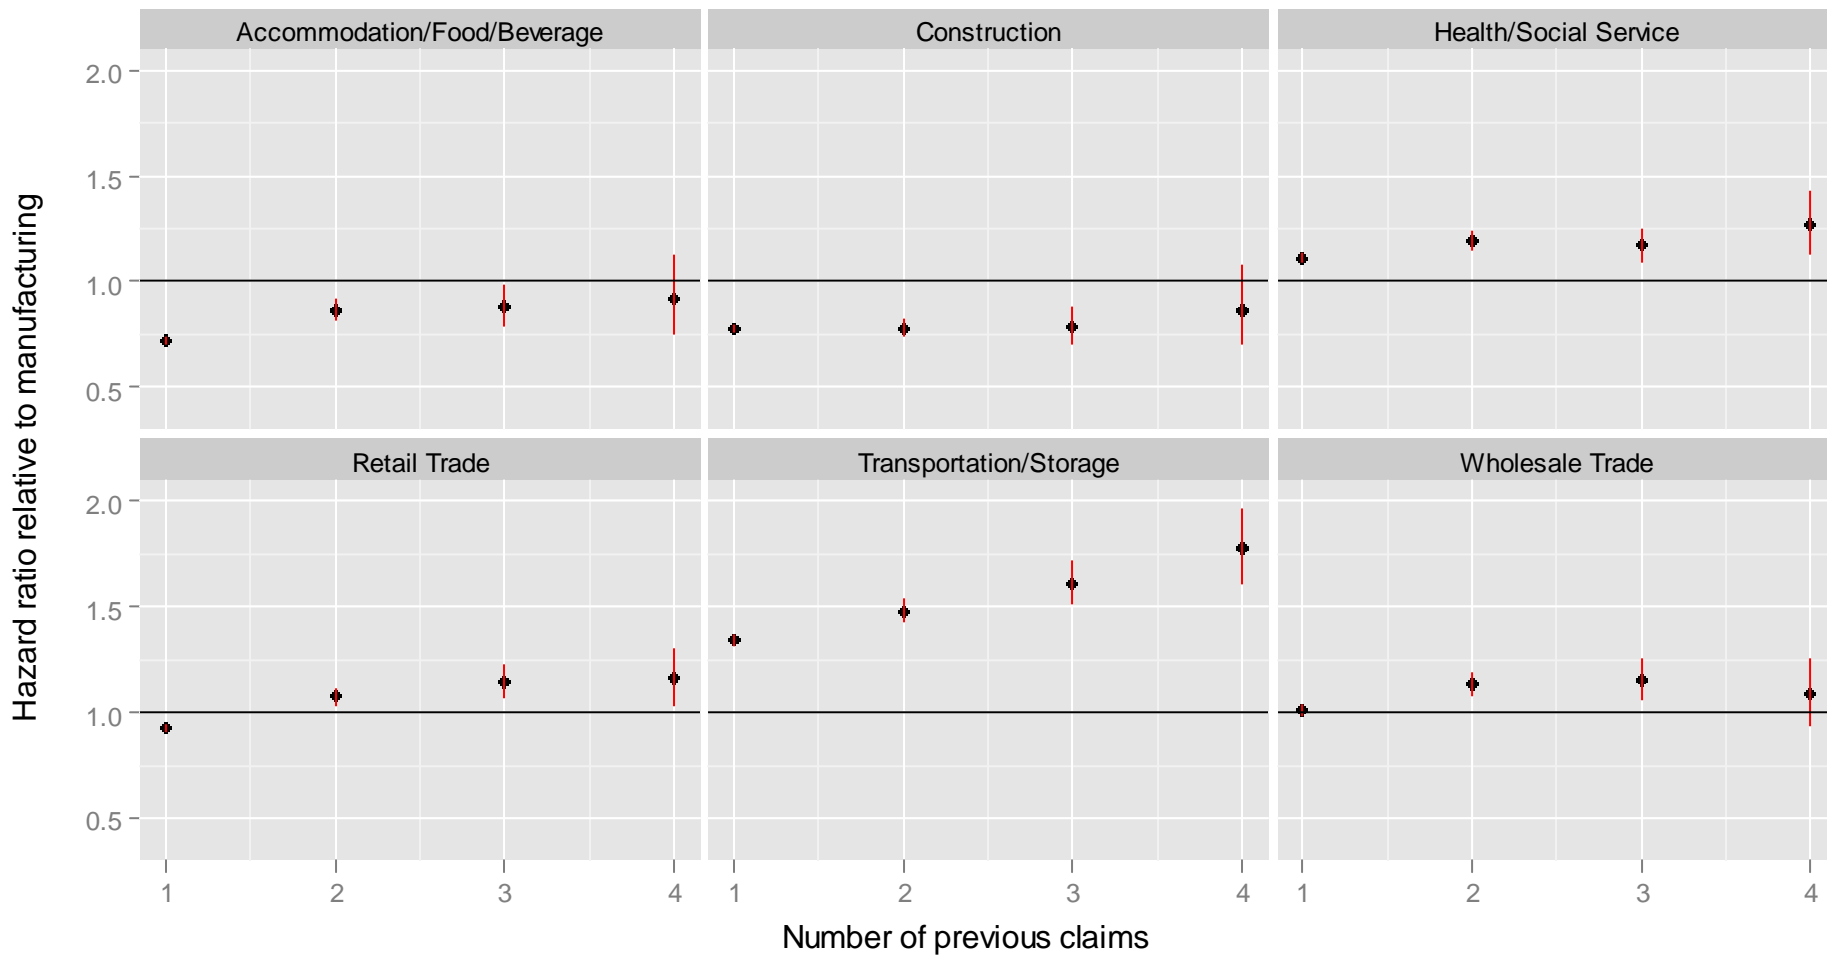 Accommodation/Food/Beverage
Construction
Health/Social Service
2.0
1.5
1.0
0.5
Hazard ratio relative to manufacturing
Retail Trade
Transportation/Storage
Wholesale Trade
2.0
1.5
1.0
0.5
1 2 3 4
1 2 3 4
1 2 3 4
Number of previous claims